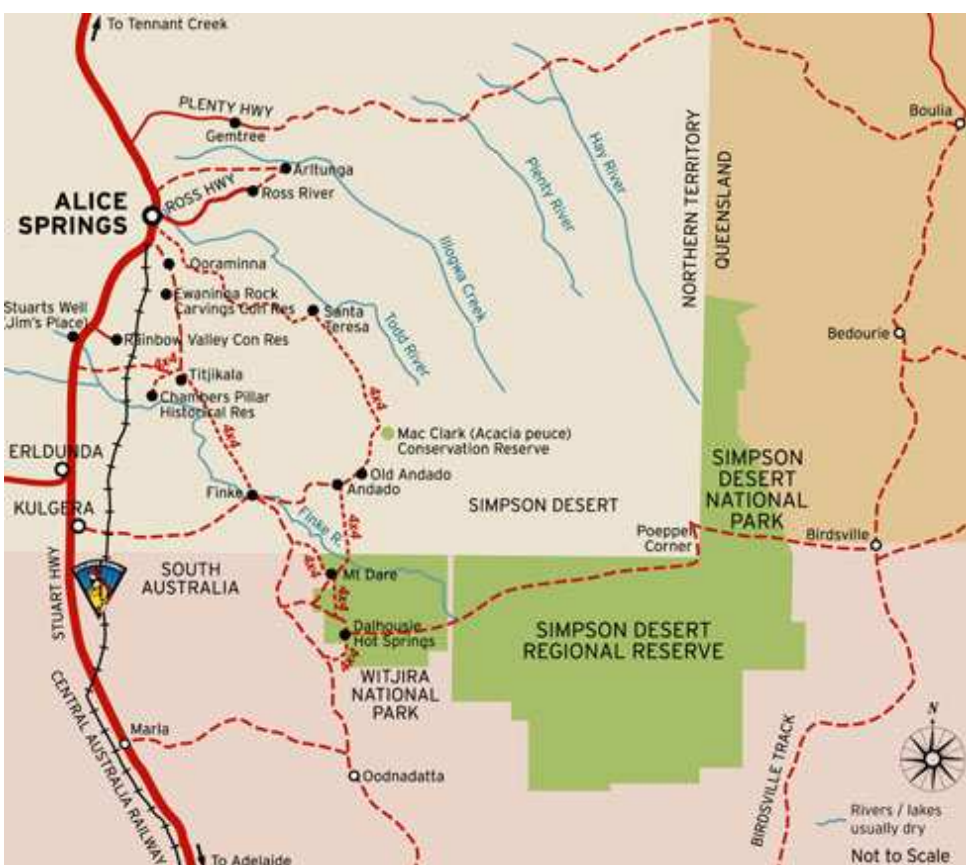 To Tennant Creek
PLENTY HWY
Gemtree
Boulia
Arltunga
ROSS HWY
Ross River
ALICE
SPRINGS
Hay River
Plenty River
Illogwa Creek
Todd River
NORTHERN TERRITORY
QUEENSLAND
Ooraminna
Ewaninga Rock
Carvings Con Res
Santa
Teresa
Stuarts Well
(Jim's Place)
Rainbow Valley Con Res
Bedourie
4x4
Titjikala
Chambers Pillar
Historical Res
4x4
4x4
Mac Clark (Acacia peuce)
Conservation Reserve
ERLDUNDA
Old Andado
Andado
Finke
SIMPSON DESERT
SIMPSON
DESERT
NATIONAL
PARK
KULGERA
Finke R.
4x4
Poeppel
Corner
Birdsville
SOUTH
AUSTRALIA
4x4
Mt Dare
4x4
STUART HWY
Dalhousie
Hot Springs
4x4
SIMPSON DESERT
REGIONAL RESERVE
WITJIRA
NATIONAL
PARK
Marla
CENTRAL AUSTRALIA RAILWAY
Oodnadatta
BIRDSVILLE TRACK
N
Rivers / lakes
usually dry
To Adelaide
Not to Scale